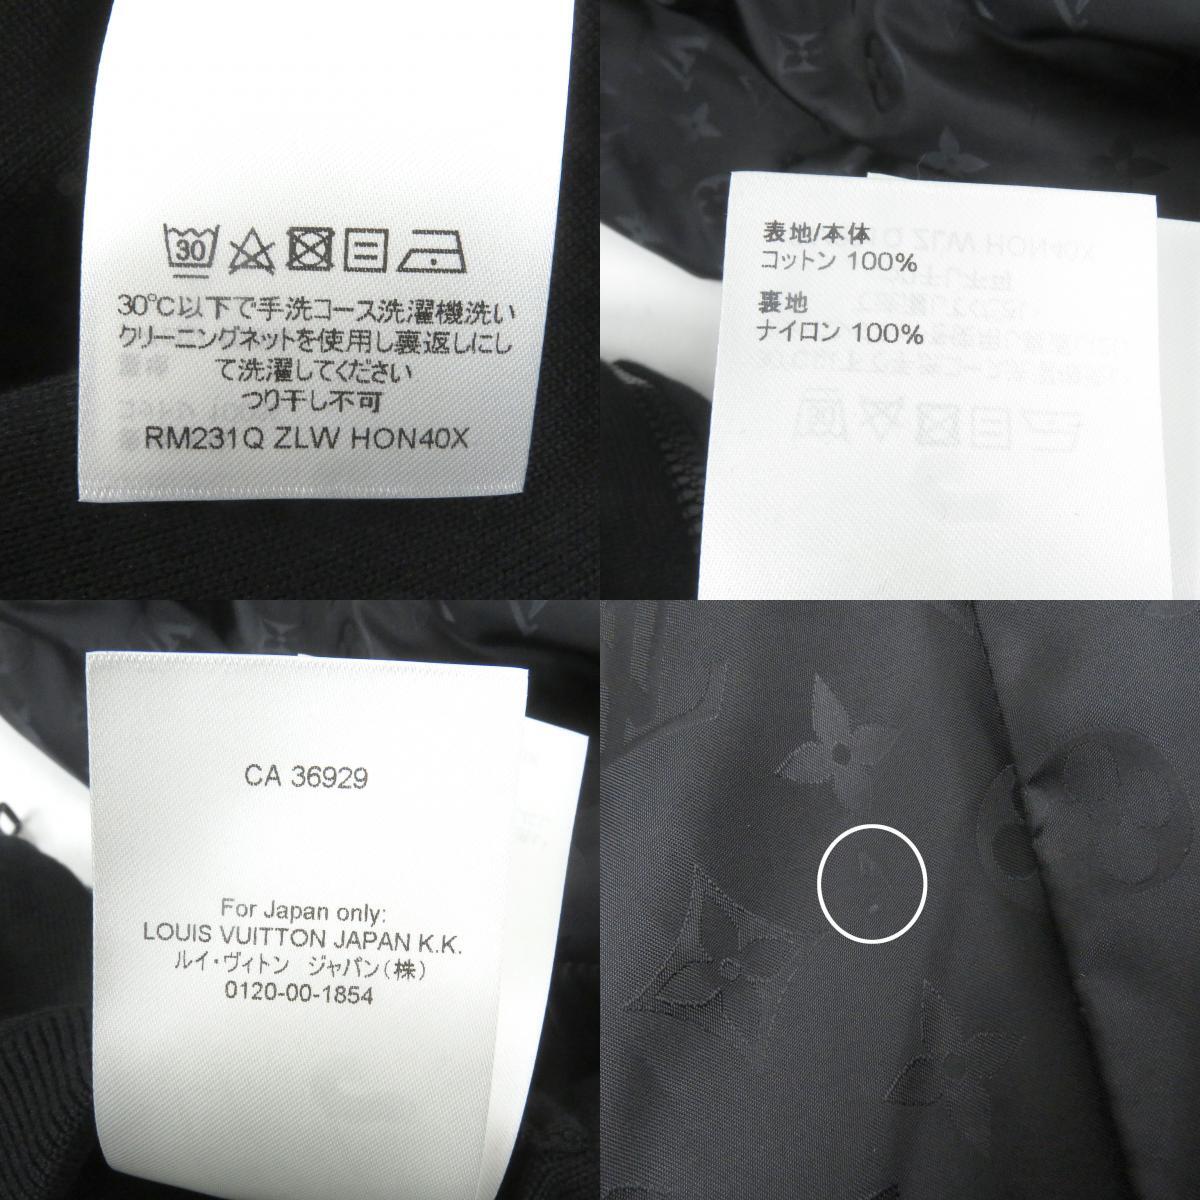 30
30℃以下で手洗コース洗濯機洗い
クリーニングネットを使用し裏返しにし
て洗濯してください
つり干し不可
RM231Q ZLW HON40X
表地/本体
コットン 100%
裏地
ナイロン 100%
CA 36929
For Japan only:
LOUIS VUITTON JAPAN K.K.
ルイ・ヴィトン ジャパン(株)
0120-00-1854